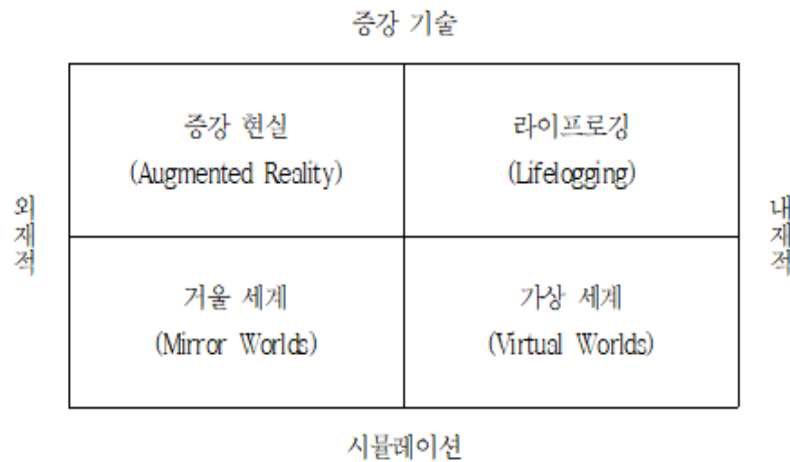 증강 기술
증강 현실
(Augmented Reality)
라이프로깅
(Lifelogging)
외재적
내재적
거울 세계
(Mirror Worlds)
가상 세계
(Virtual Worlds)
시뮬레이션